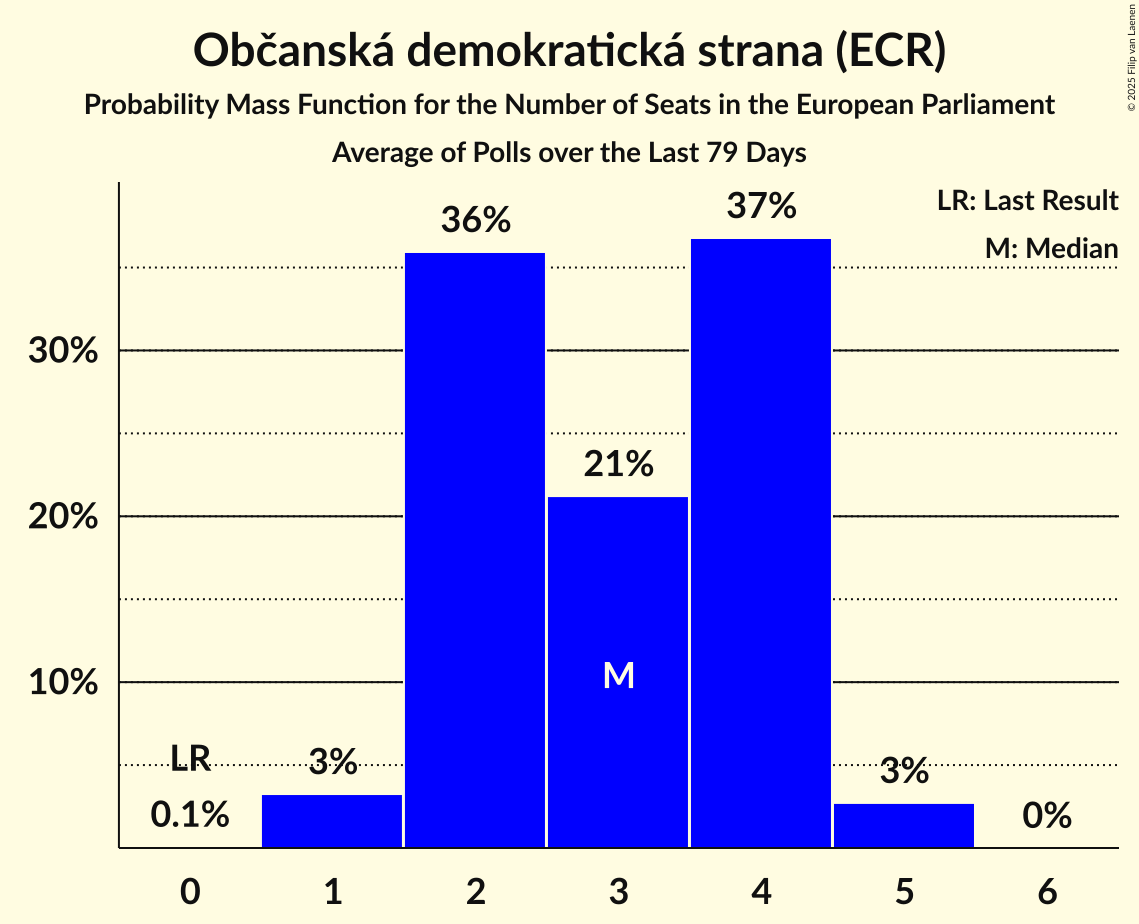 Občanská demokratická strana (ECR)
Probability Mass Function for the Number of Seats in the European Parliament
Average of Polls over the Last 79 Days
© 2025 Filip van Laenen
LR: Last Result
M: Median
36%
37%
30%
21%
20%
M
10%
LR
3%
3%
0.1%
0%
0 1 2 3 4 5 6